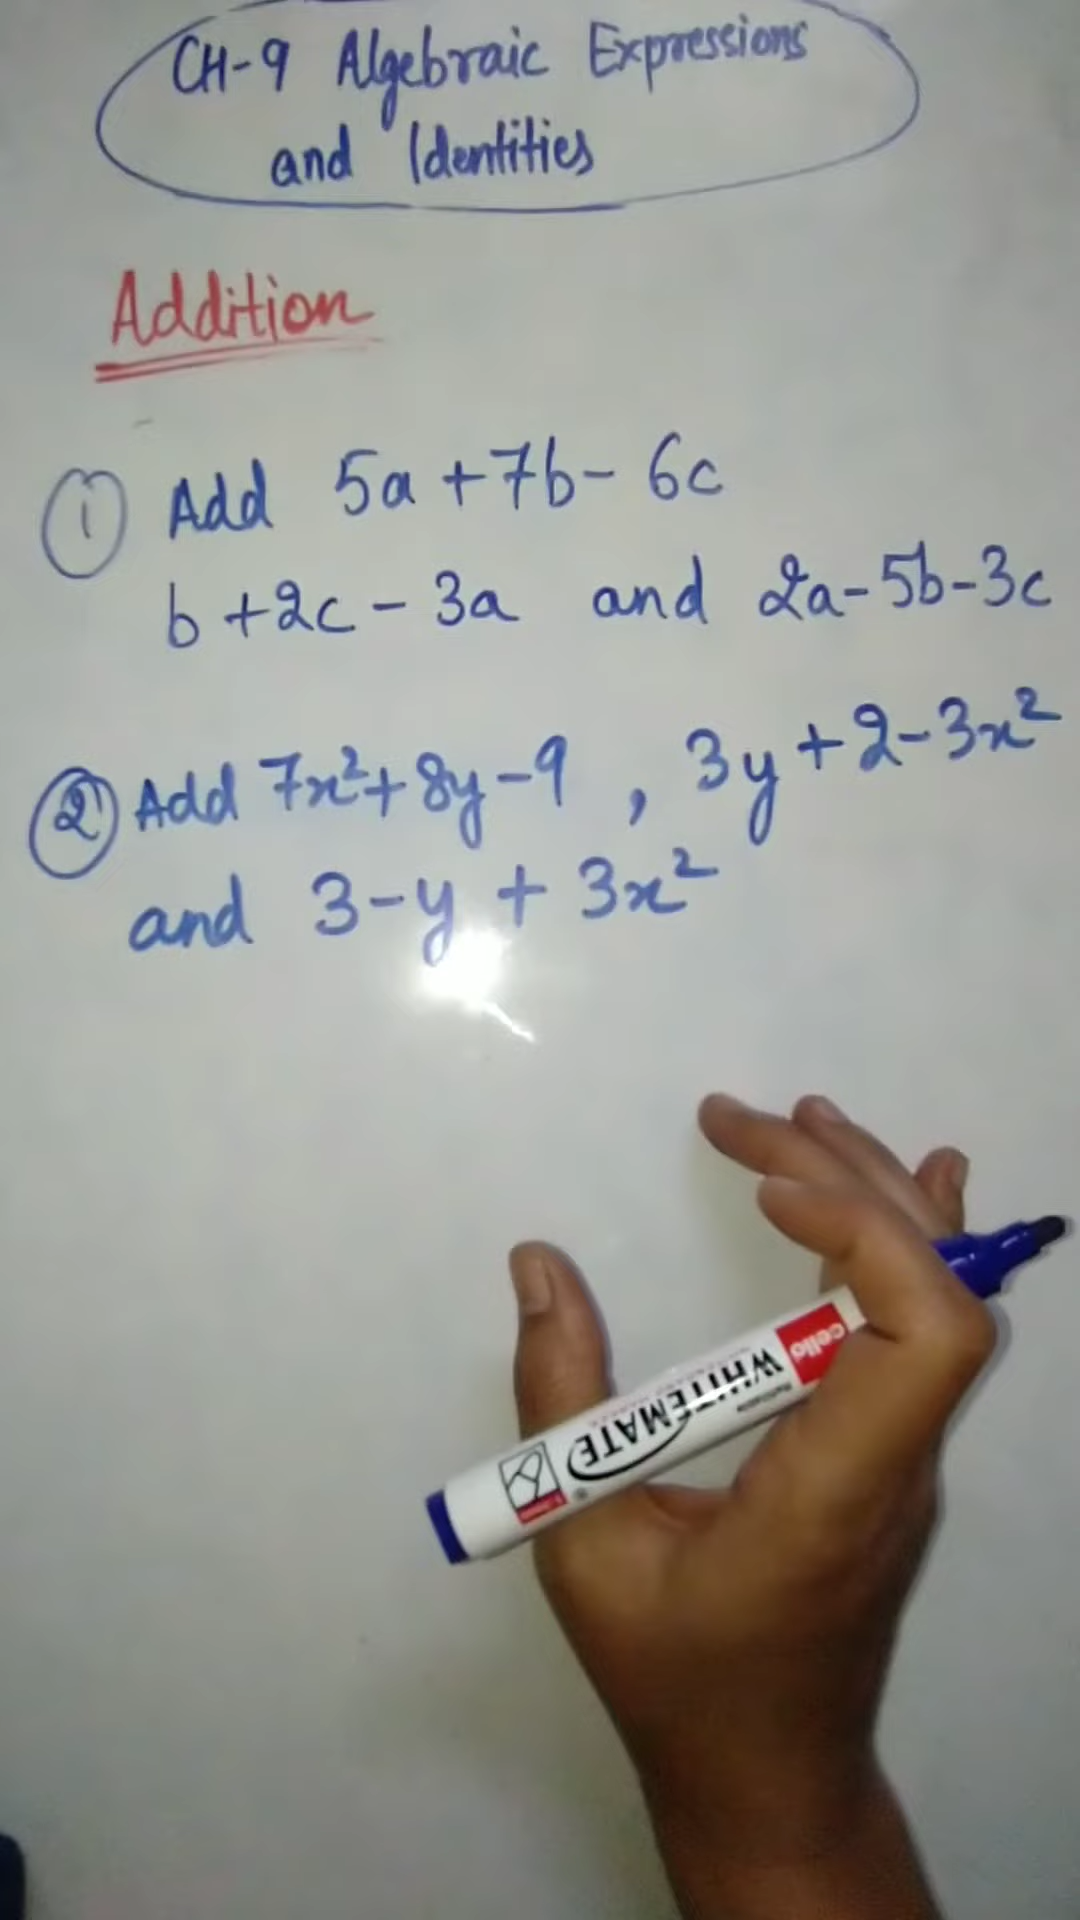 CH-9 Algebraic Expressions
and Identities
Addition
① Add 5a + 7b - 6c
b + 2c - 3a and 2a - 5b - 3c
② Add 7x² + 8y - 9 , 3y + 2 - 3x²
and 3 - y + 3x²
cello
WHITEMATE